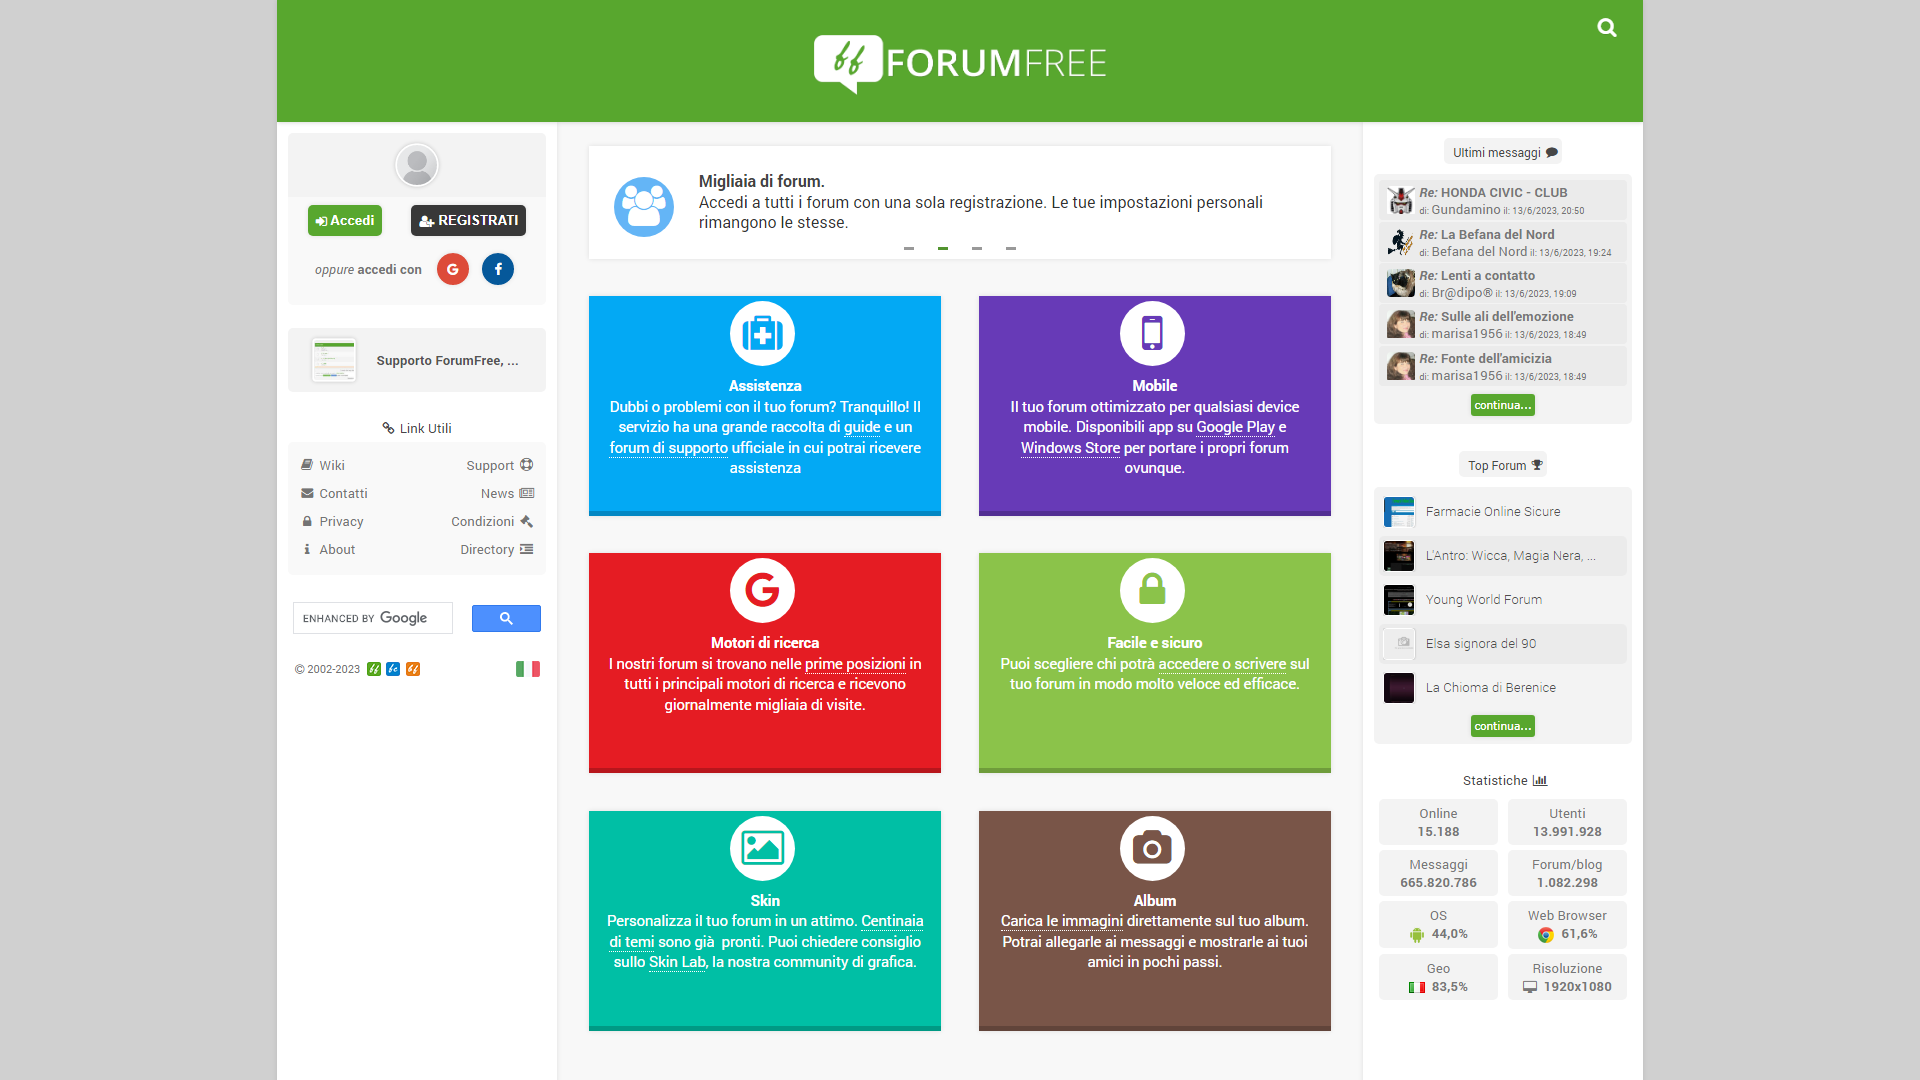 FORUMFREE
Accedi
REGISTRATI
oppure accedi con
Supporto ForumFree, ...
Link Utili
Wiki
Support
Contatti
News
Privacy
Condizioni
About
Directory
ENHANCED BY Google
© 2002-2023
Migliaia di forum.
Accedi a tutti i forum con una sola registrazione. Le tue impostazioni personali
rimangono le stesse.
Assistenza
Dubbi o problemi con il tuo forum? Tranquillo! Il
servizio ha una grande raccolta di guide e un
forum di supporto ufficiale in cui potrai ricevere
assistenza
Mobile
Il tuo forum ottimizzato per qualsiasi device
mobile. Disponibili app su Google Play e
Windows Store per portare i propri forum
ovunque.
Motori di ricerca
I nostri forum si trovano nelle prime posizioni in
tutti i principali motori di ricerca e ricevono
giornalmente migliaia di visite.
Facile e sicuro
Puoi scegliere chi potrà accedere o scrivere sul
tuo forum in modo molto veloce ed efficace.
Skin
Personalizza il tuo forum in un attimo. Centinaia
di temi sono già pronti. Puoi chiedere consiglio
sullo Skin Lab, la nostra community di grafica.
Album
Carica le immagini direttamente sul tuo album.
Potrai allegarle ai messaggi e mostrarle ai tuoi
amici in pochi passi.
Ultimi messaggi
Re: HONDA CIVIC - CLUB
di: Gundamino il: 13/6/2023, 20:50
Re: La Befana del Nord
di: Befana del Nord il: 13/6/2023, 19:24
Re: Lenti a contatto
di: Br@dipo® il: 13/6/2023, 19:09
Re: Sulle ali dell'emozione
di: marisa1956 il: 13/6/2023, 18:49
Re: Fonte dell'amicizia
di: marisa1956 il: 13/6/2023, 18:49
continua...
Top Forum
Farmacie Online Sicure
L'Antro: Wicca, Magia Nera, ...
Young World Forum
Elsa signora del 90
La Chioma di Berenice
continua...
Statistiche
Online
15.188
Utenti
13.991.928
Messaggi
665.820.786
Forum/blog
1.082.298
OS
44,0%
Web Browser
61,6%
Geo
83,5%
Risoluzione
1920x1080